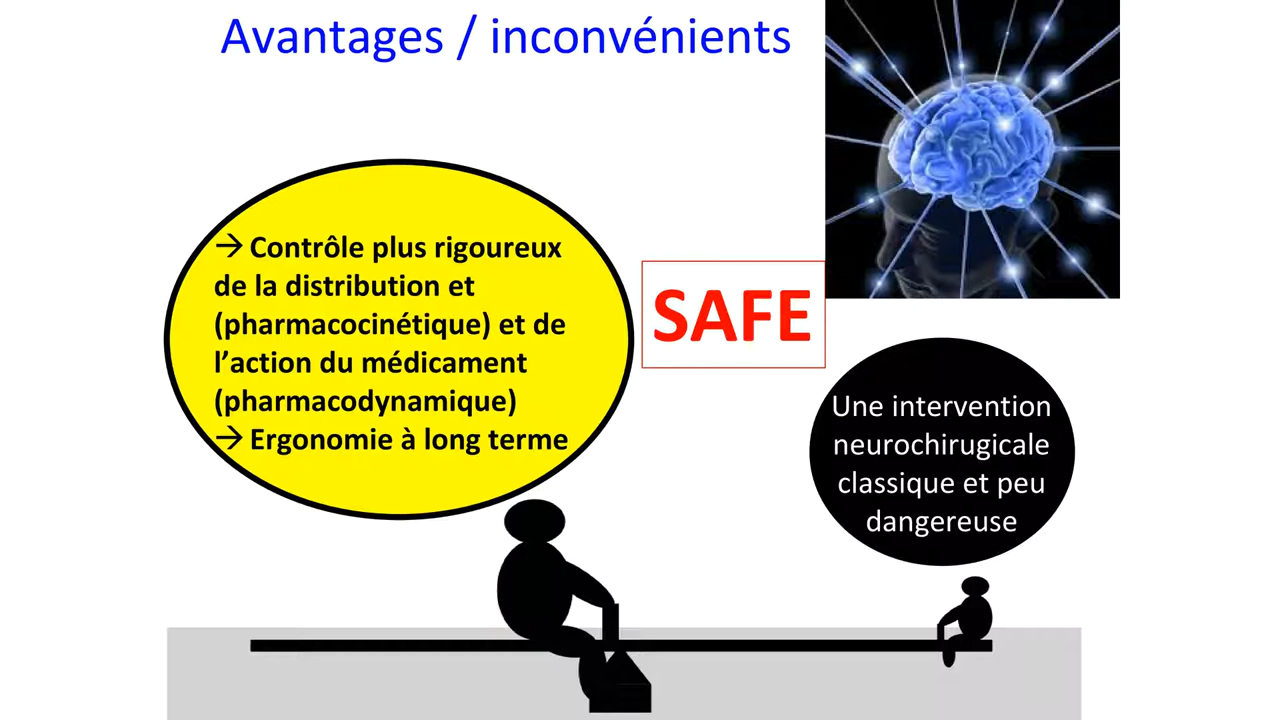 Avantages / inconvénients
→ Contrôle plus rigoureux
de la distribution et
(pharmacocinétique) et de
l’action du médicament
(pharmacodynamique)
→ Ergonomie à long terme
SAFE
Une intervention
neurochirugicale
classique et peu
dangereuse